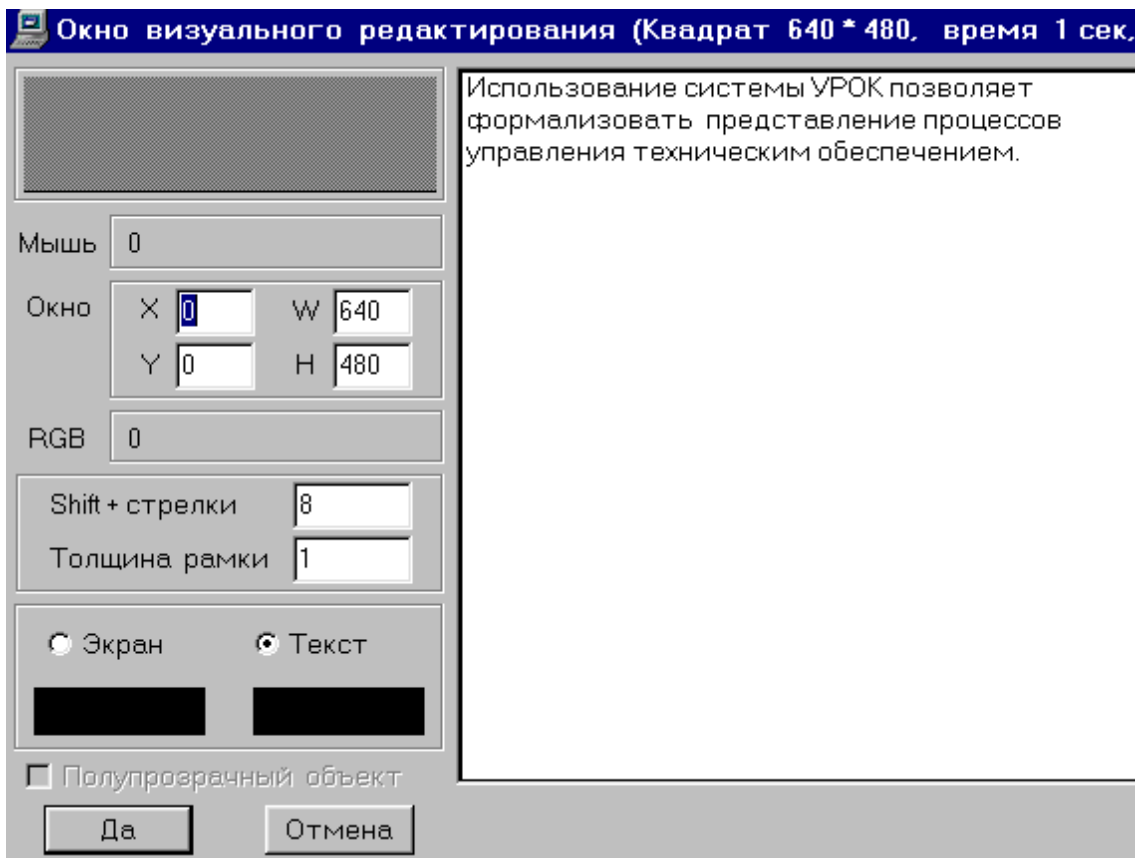 Окно визуального редактирования (Квадрат 640 * 480, время 1 сек,
Использование системы УРОК позволяет
формализовать представление процессов
управления техническим обеспечением.
Мышь 0
Окно X 0 W 640
Y 0 H 480
RGB 0
Shift + стрелки 8
Толщина рамки 1
Экран Текст
Полупрозрачный объект
Да Отмена